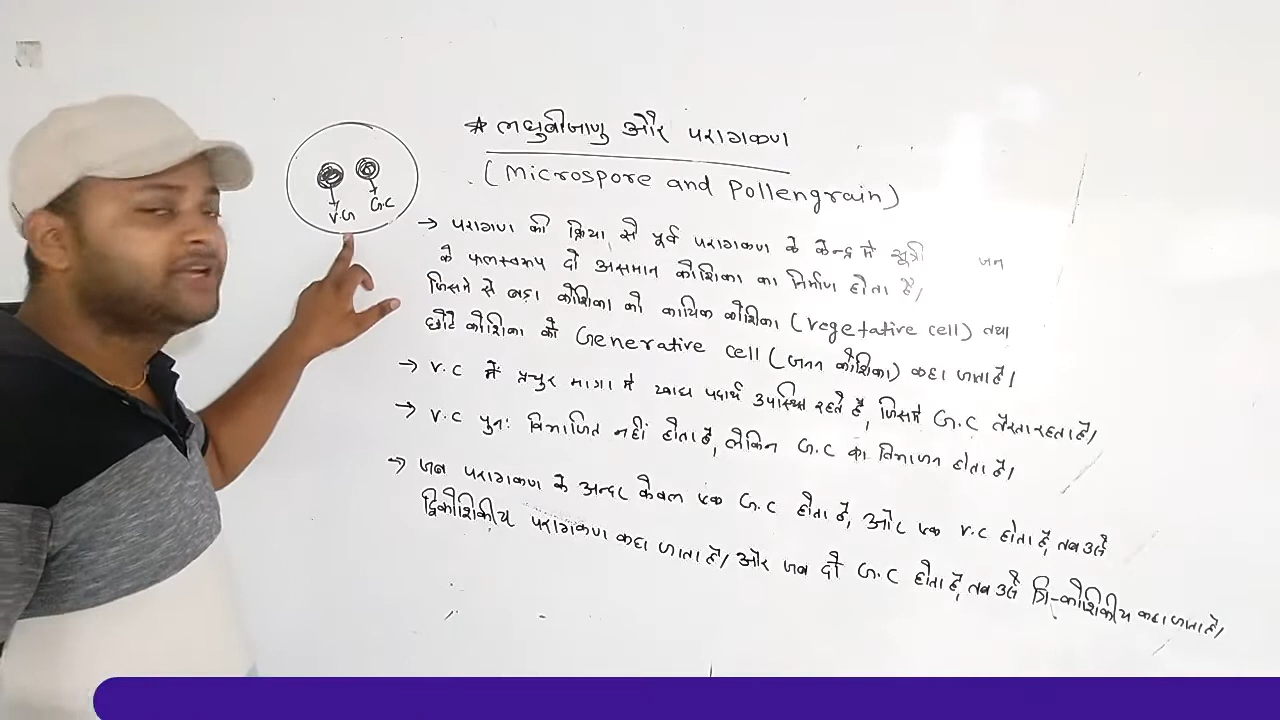 V.G
G.C
* लघुबीजाणु और परागकण
(Microspore and Pollengrain)
→ परागण की क्रिया से पूर्व परागकण के केन्द्र मे सूत्री जन
के फलस्वरूप दो असमान कोशिका का निर्माण होता है।
जिसमे से बड़ा कोशिका को कायिक कोशिका (vegetative cell) तथा
छोटे कोशिका को Generative cell (जनन कोशिका) कहा जाता है।
→ V.C में प्रचुर मात्रा मे खाद्य पदार्थ उपस्थित रहते है, जिसमे G.C तैरता रहता है।
→ V.C पुनः विभाजित नहीं होता है, लेकिन G.C का विभाजन होता है।
→ जब परागकण के अन्दर केवल एक G.C होता है, और एक V.C होता है, तब उसे
द्विकोशिकीय परागकण कहा जाता है। और जब दो G.C होता है, तब उसे त्रि-कोशिकीय कहा जाता है।